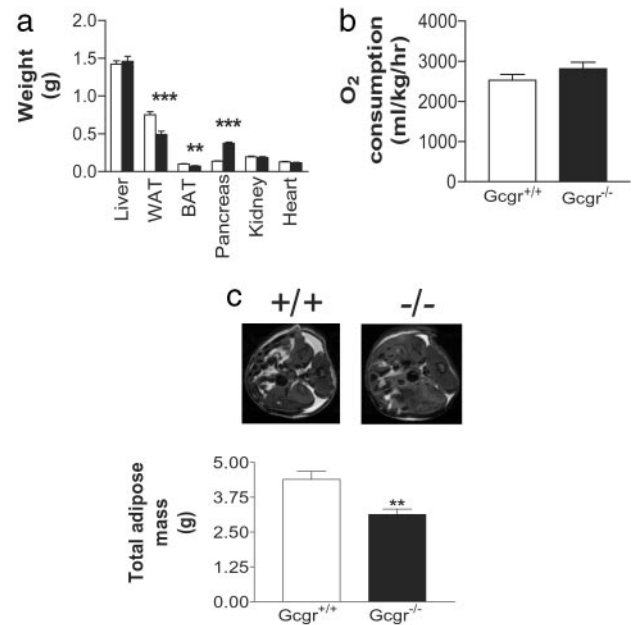 a
Weight
(g)
2.0
1.5
1.0
0.5
0.0
***
**
***
Liver
WAT
BAT
Pancreas
Kidney
Heart
b
O₂
consumption
(ml/kg/hr)
4000
3000
2000
1000
0
Gcgr+/+
Gcgr-/-
c
+/+
-/-
Total adipose
mass
(g)
5.00
3.75
2.50
1.25
0.00
**
Gcgr+/+
Gcgr-/-